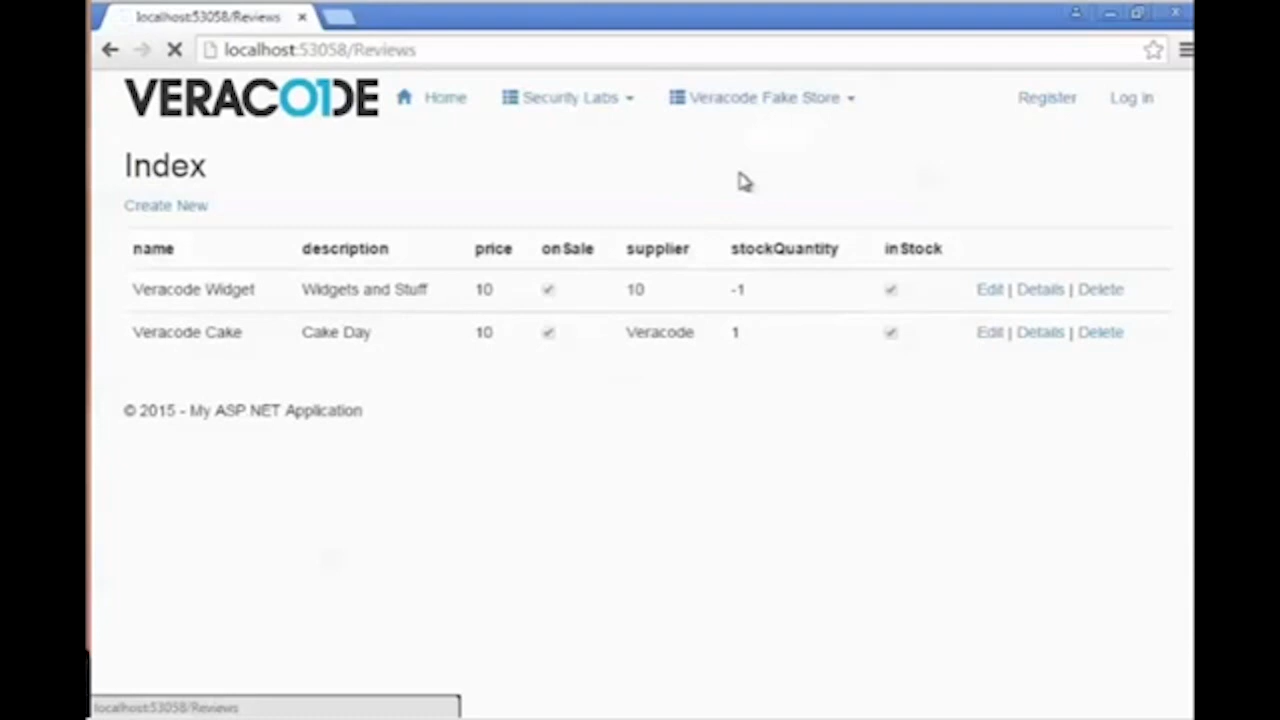 localhost:53058/Reviews
localhost:53058/Reviews
VERACODE Home Security Labs Veracode Fake Store Register Log in
Index
Create New
name description price onSale supplier stockQuantity inStock
Veracode Widget Widgets and Stuff 10 10 -1 Edit | Details | Delete
Veracode Cake Cake Day 10 Veracode 1 Edit | Details | Delete
© 2015 - My ASP.NET Application
localhost:53058/Reviews